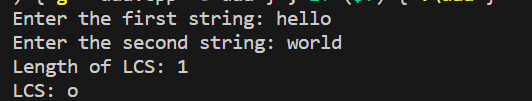 Enter the first string: hello
Enter the second string: world
Length of LCS: 1
LCS: o